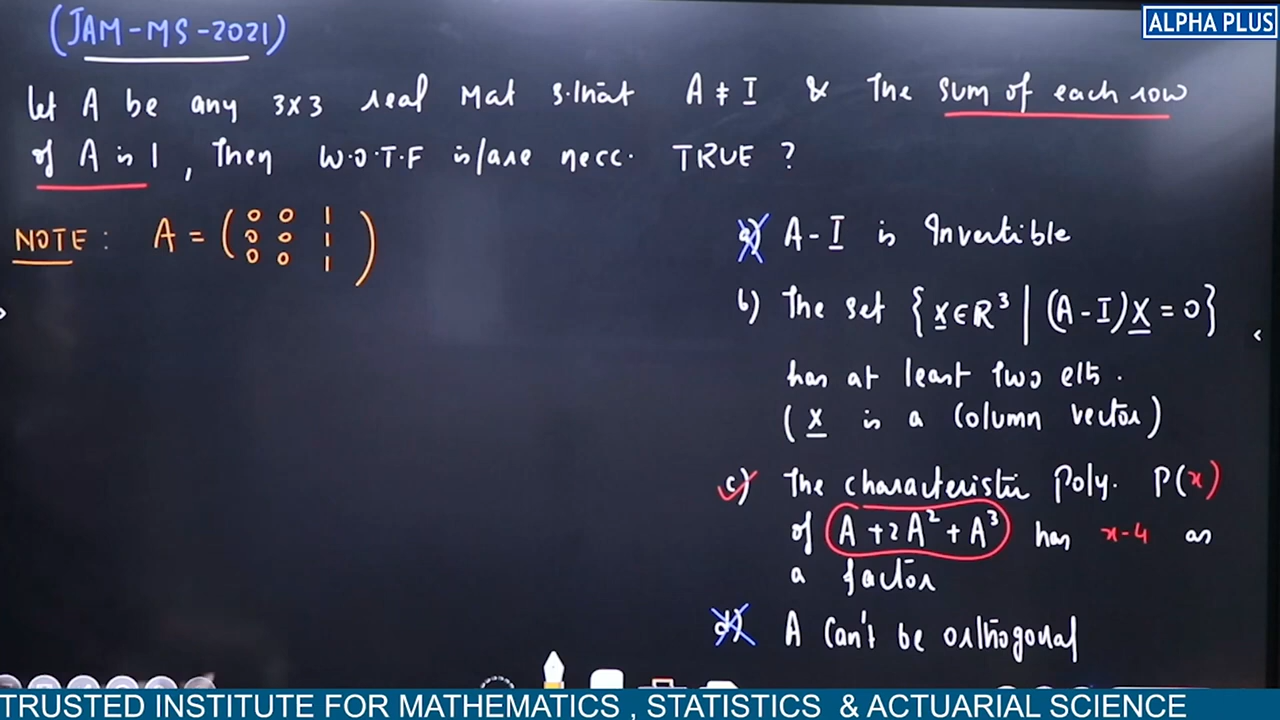 (JAM-MS-2021)
ALPHA PLUS
let A be any 3x3 real Mat s.that A ≠ I & The sum of each row
of A is 1, Then W.O.T.F is/are necc. TRUE ?
NOTE : A = ( 0 0 1
0 0 1
0 0 1 )
a) A - I is Invertible
b) The set { x ∈ R³ | (A - I) X = 0 }
has at least Two elts.
( X is a Column vector)
c) The characteristic Poly. P(x)
of A + 2A² + A³ has x-4 as
a factor
d) A Can't be orthogonal
TRUSTED INSTITUTE FOR MATHEMATICS , STATISTICS & ACTUARIAL SCIENCE